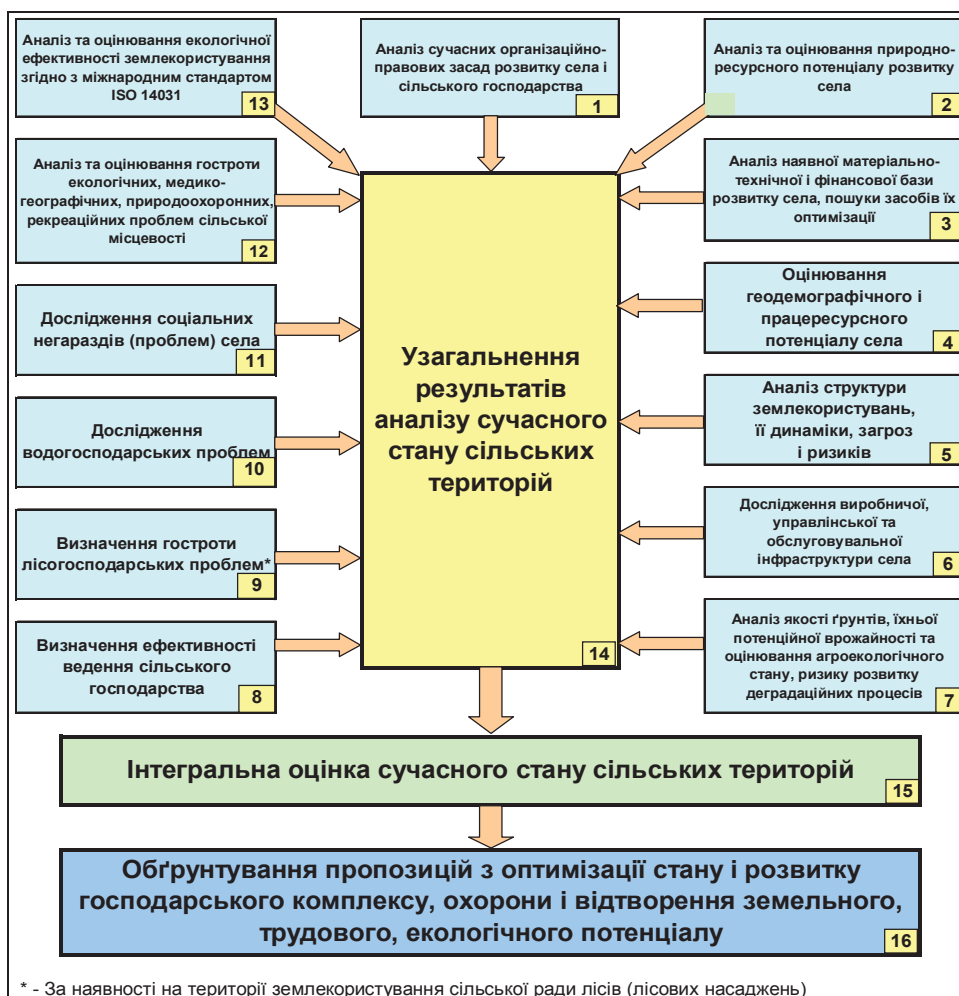 Аналіз та оцінювання екологічної
ефективності землекористування
згідно з міжнародним стандартом
ISO 14031
13
Аналіз сучасних організаційно-
правових засад розвитку села і
сільського господарства
1
Аналіз та оцінювання природно-
ресурсного потенціалу розвитку
села
2
Аналіз та оцінювання гостроти
екологічних, медико-
географічних, природоохоронних,
рекреаційних проблем сільської
місцевості
12
Аналіз наявної матеріально-
технічної і фінансової бази
розвитку села, пошуки засобів їх
оптимізації
3
Дослідження соціальних
негараздів (проблем) села
11
Оцінювання
геодемографічного і
працересурсного
потенціалу села
4
Узагальнення
результатів
аналізу сучасного
стану сільських
територій
14
Дослідження
водогосподарських проблем
10
Аналіз структури
землекористувань,
її динаміки, загроз
і ризиків
5
Визначення гостроти
лісогосподарських проблем*
9
Дослідження виробничої,
управлінської та
обслуговувальної
інфраструктури села
6
Визначення ефективності
ведення сільського
господарства
8
Аналіз якості ґрунтів, їхньої
потенційної врожайності та
оцінювання агроекологічного
стану, ризику розвитку
деградаційних процесів
7
Інтегральна оцінка сучасного стану сільських територій
15
Обґрунтування пропозицій з оптимізації стану і розвитку
господарського комплексу, охорони і відтворення земельного,
трудового, екологічного потенціалу
16
* - За наявності на території землекористування сільської ради лісів (лісових насаджень)